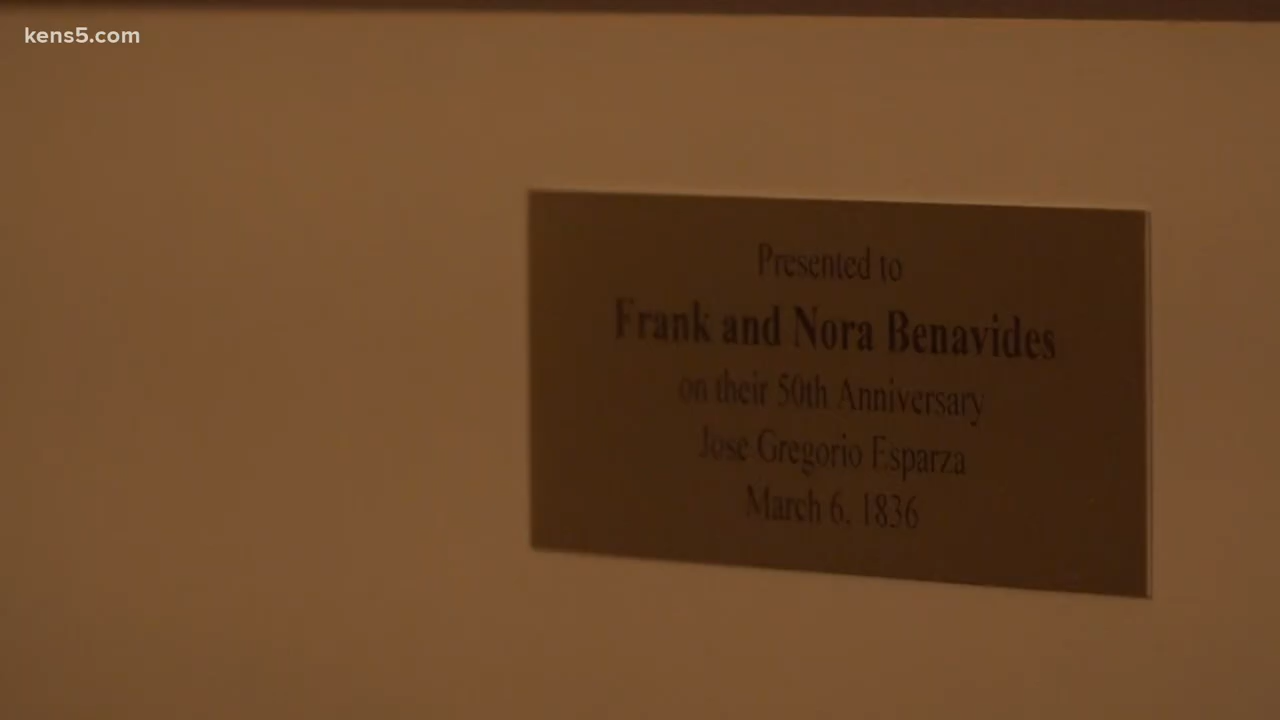 kens5.com
Presented to
Frank and Nora Benavides
on their 50th Anniversary
Jose Gregorio Esparza
March 6, 1836